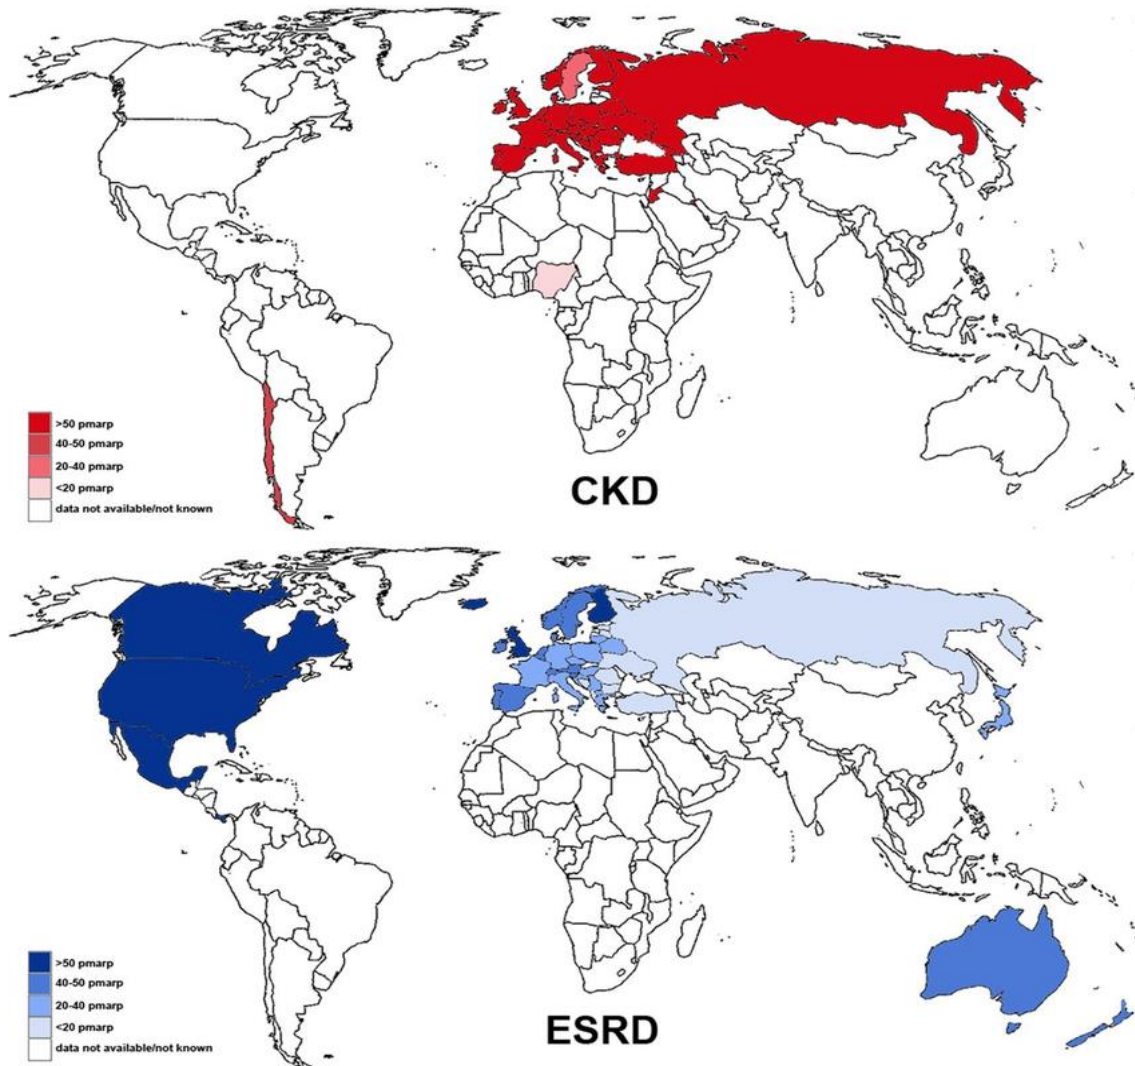 >50 pmarp
40-50 pmarp
20-40 pmarp
<20 pmarp
data not available/not known
CKD
>50 pmarp
40-50 pmarp
20-40 pmarp
<20 pmarp
data not available/not known
ESRD